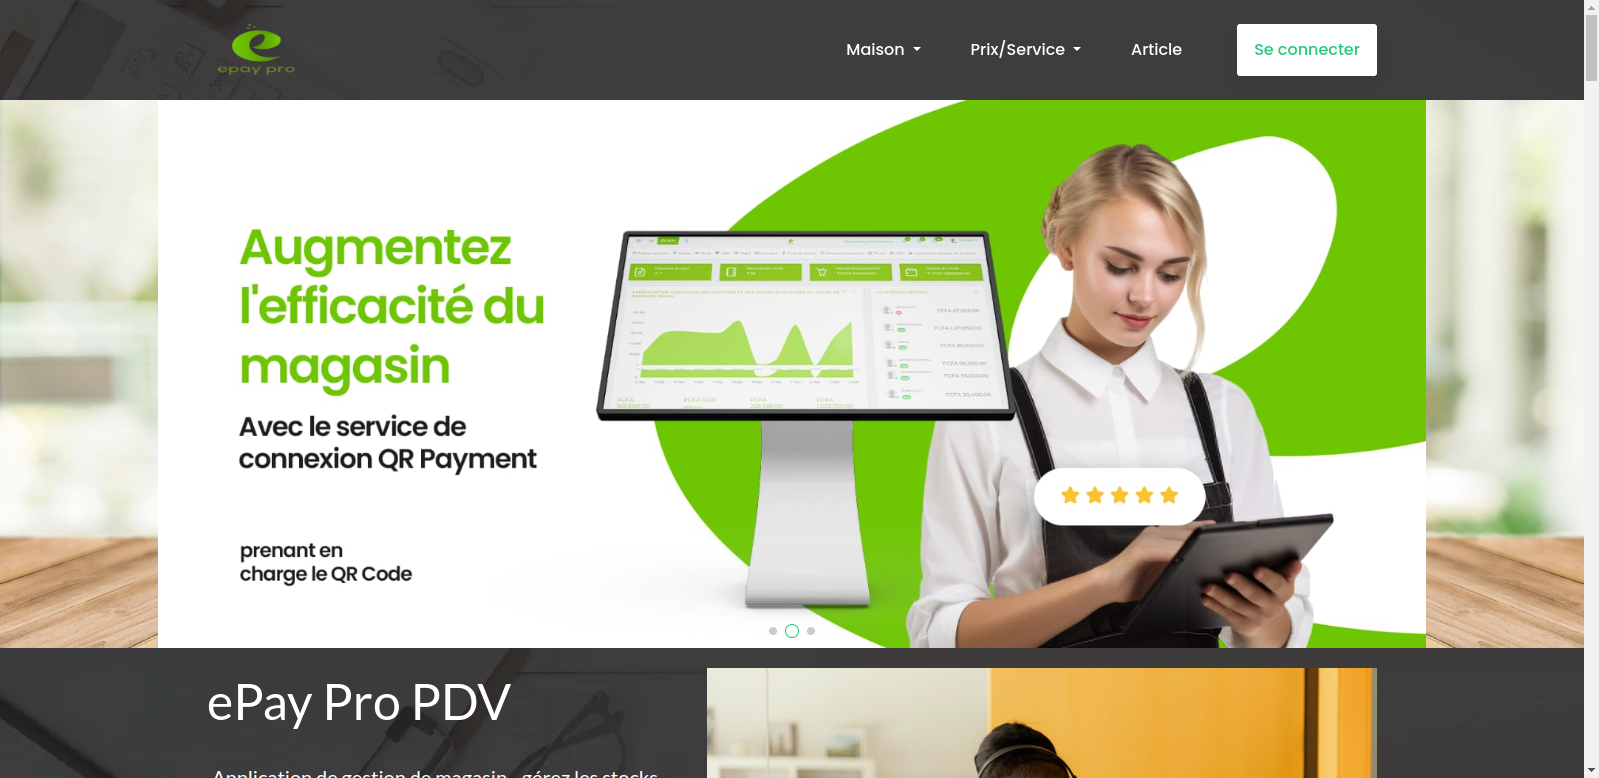 epay pro
Maison
Prix/Service
Article
Se connecter
Augmentez
l'efficacité du
magasin
Avec le service de
connexion QR Payment
prenant en
charge le QR Code
ePay Pro PDV
Application de gestion de magasin - gérez les stocks